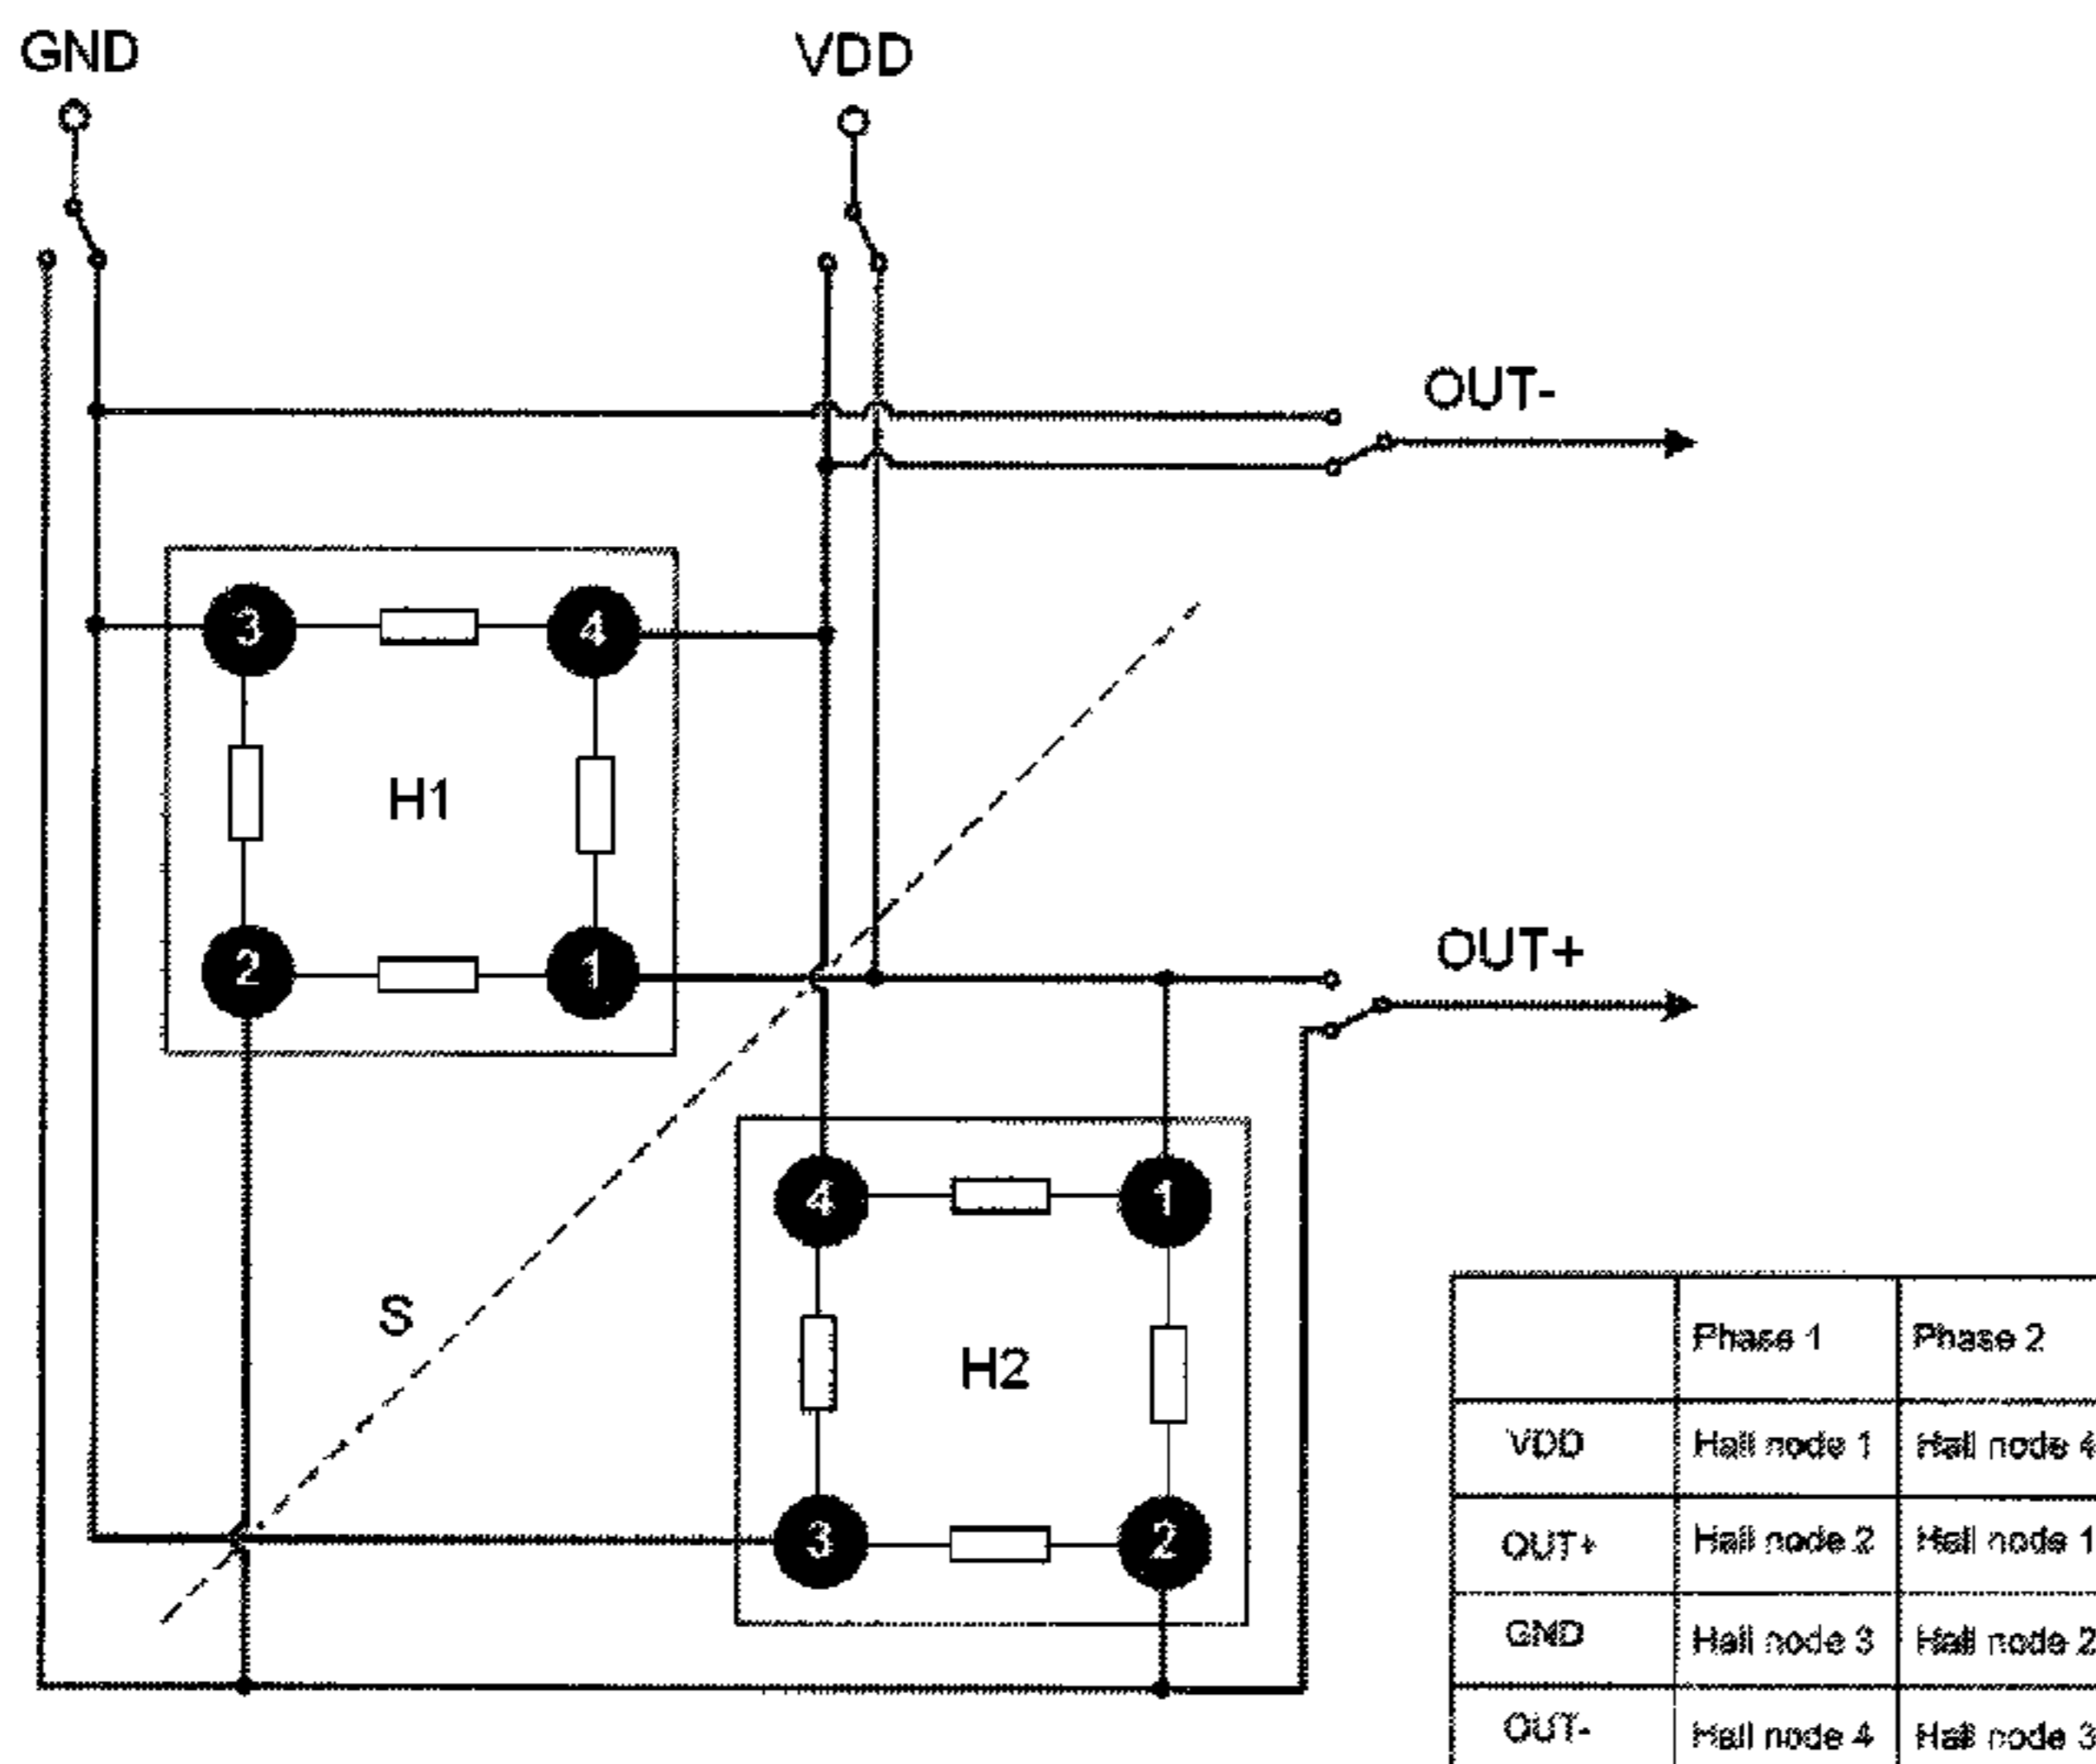 GND VDD
OUT-
3 4
H1
2 1
OUT+
4 1
S
H2
3 2
Phase 1 Phase 2
VDD Hall node 1 Hall node 4
OUT+ Hall node 2 Hall node 1
GND Hall node 3 Hall node 2
OUT- Hall node 4 Hall node 3